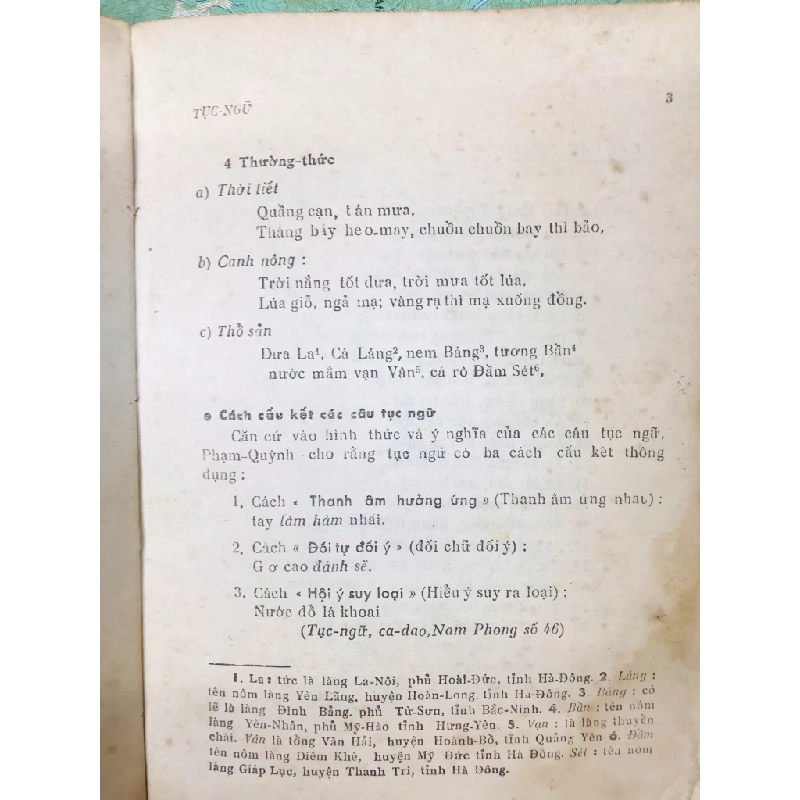 TỤC-NGỮ
3
4 Thường-thức
a) Thời tiết
Quầng cạn, tán mưa.
Tháng bảy heo-may, chuồn chuồn bay thì bão,
b) Canh nông :
Trời nắng tốt dưa, trời mưa tốt lúa.
Lúa giỗ, ngả mạ; vàng rạ thì mạ xuống đồng.
c) Thổ sản
Dưa La¹, Cà Láng², nem Báng³, tương Bần⁴
nước mắm vạn Vân⁵, cá rô Đầm Sét⁶.
Cách cấu kết các câu tục ngữ
Căn cứ vào hình thức và ý nghĩa của các câu tục ngữ,
Phạm-Quỳnh cho rằng tục ngữ có ba cách cấu kết thông
dụng :
1. Cách « Thanh âm hưởng ứng » (Thanh âm ứng nhau) :
tay làm hàm nhai.
2. Cách « Đối tự đối ý » (đối chữ đối ý) :
Gơ cao đánh sẽ.
3. Cách « Hội ý suy loại » (Hiểu ý suy ra loại) ;
Nước đổ lá khoai
(Tục-ngữ, ca-dao, Nam Phong số 46)
1. La : tức là làng La-Nội, phủ Hoài-Đức, tỉnh Hà-Đông. 2. Láng :
tên nôm làng Yên Lãng, huyện Hoàn-Long, tỉnh Hà-Đông. 3 Báng : có
lẽ là làng Đình Bảng, phủ Từ-Sơn, tỉnh Bắc-Ninh. 4. Bần : tên nôm
làng Yên-Nhân, phủ Mỹ-Hào tỉnh Hưng-Yên. 5. Vạn : là làng thuyền
chài. Vân là tổng Vân Hải, huyện Hoành-Bồ, tỉnh Quảng Yên 6. Đầm
tên nôm làng Diêm Khê, huyện Mỹ Đức tỉnh Hà Đông. Sét : tên nôm
làng Giáp Lục, huyện Thanh Trì, tỉnh Hà Đông.